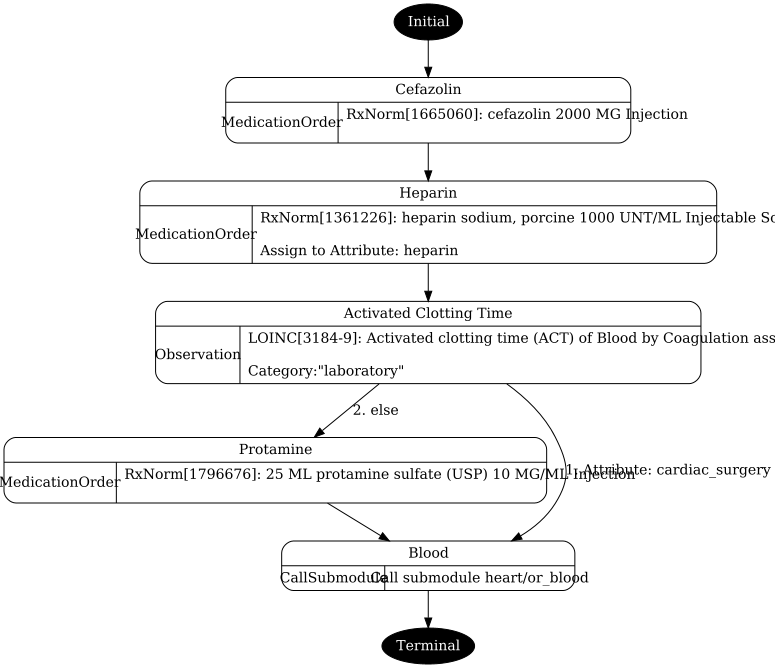 Initial
Cefazolin
MedicationOrder
RxNorm[1665060]: cefazolin 2000 MG Injection
Heparin
MedicationOrder
RxNorm[1361226]: heparin sodium, porcine 1000 UNT/ML Injectable
Assign to Attribute: heparin
Activated Clotting Time
Observation
LOINC[3184-9]: Activated clotting time (ACT) of Blood by Coagulation
Category:"laboratory"
2. else
1. Attribute: cardiac_surgery
Protamine
MedicationOrder
RxNorm[1796676]: 25 ML protamine sulfate (USP) 10 MG/ML Injection
Blood
CallSubmodule
Call submodule heart/or_blood
Terminal